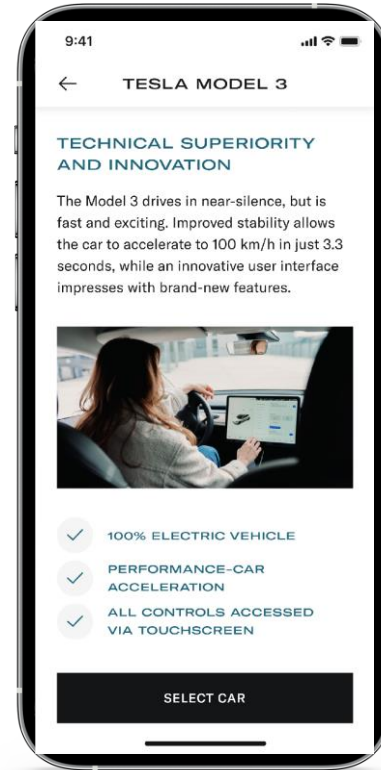 9:41
TESLA MODEL 3
TECHNICAL SUPERIORITY
AND INNOVATION
The Model 3 drives in near-silence, but is
fast and exciting. Improved stability allows
the car to accelerate to 100 km/h in just 3.3
seconds, while an innovative user interface
impresses with brand-new features.
100% ELECTRIC VEHICLE
PERFORMANCE-CAR
ACCELERATION
ALL CONTROLS ACCESSED
VIA TOUCHSCREEN
SELECT CAR